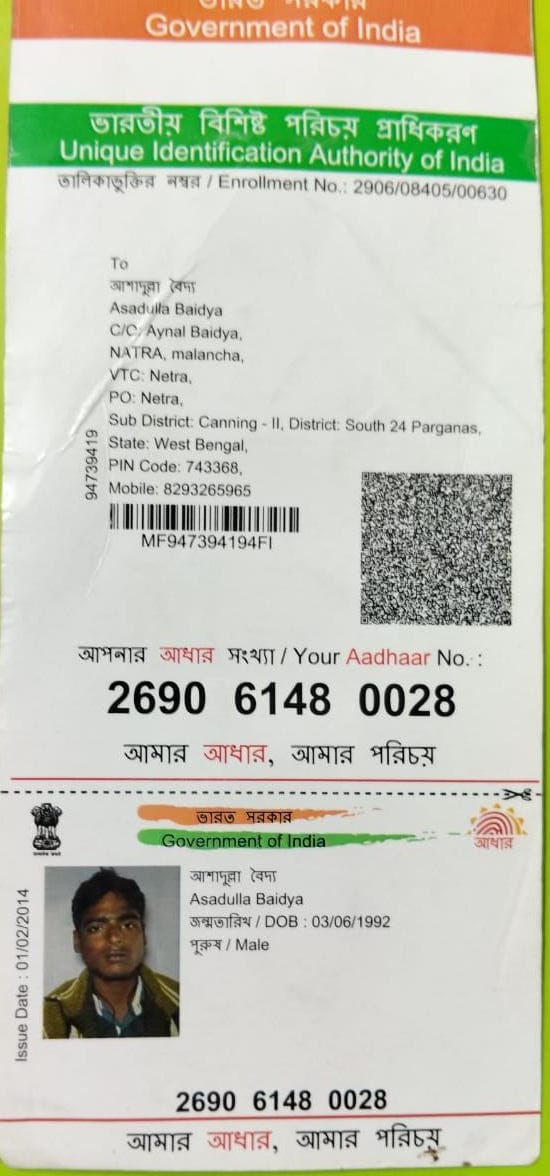 ভারত সরকার
Government of India
ভারতীয় বিশিষ্ট পরিচয় প্রাধিকরণ
Unique Identification Authority of India
তালিকাভুক্তির নম্বর / Enrollment No.: 2906/08405/00630
To
আশাদুল্লা বৈদ্য
Asadulla Baidya
C/O: Aynal Baidya,
NATRA, malancha,
VTC: Netra,
PO: Netra,
Sub District: Canning - II, District: South 24 Parganas,
State: West Bengal,
PIN Code: 743368,
Mobile: 8293265965
94739419
MF947394194FI
আপনার আধার সংখ্যা / Your Aadhaar No. :
2690 6148 0028
আমার আধার, আমার পরিচয়
ভারত সরকার
Government of India
আধার
আশাদুল্লা বৈদ্য
Asadulla Baidya
জন্মতারিখ / DOB : 03/06/1992
পুরুষ / Male
Issue Date : 01/02/2014
2690 6148 0028
আমার আধার, আমার পরিচয়